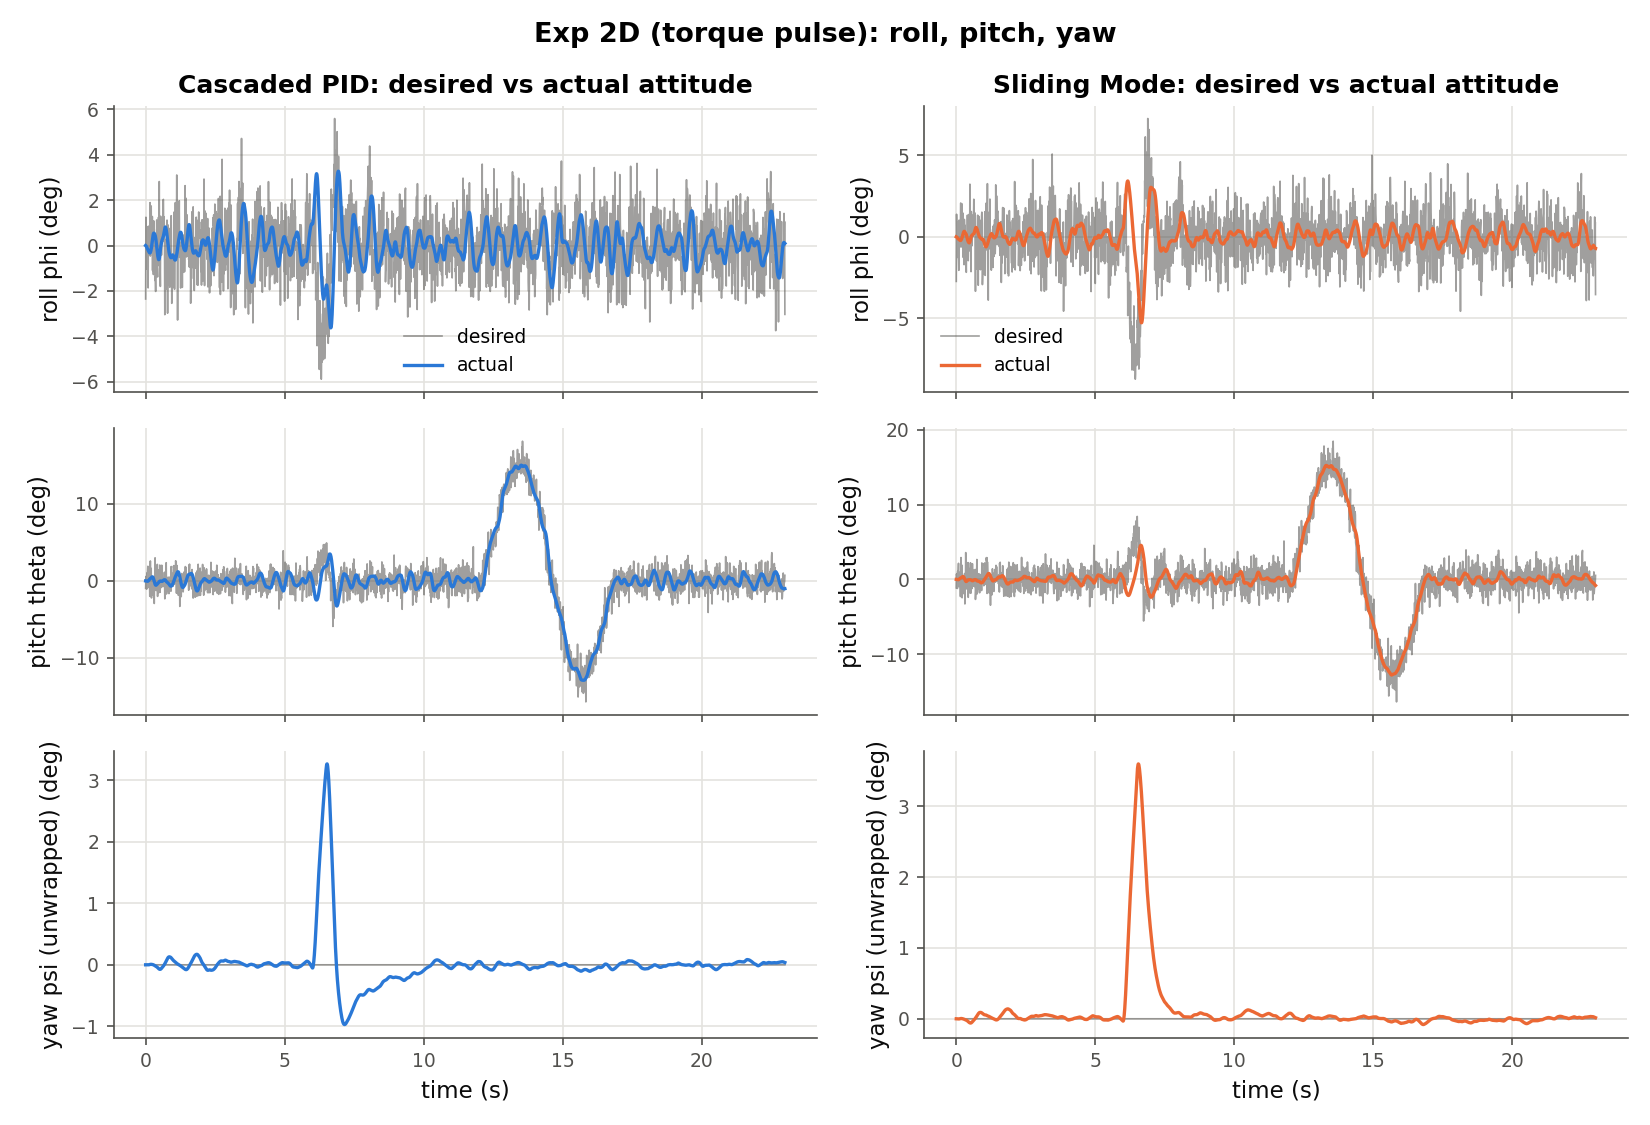 Exp 2D (torque pulse): roll, pitch, yaw
Cascaded PID: desired vs actual attitude
roll phi (deg)
6
4
2
0
−2
−4
−6
desired
actual
Sliding Mode: desired vs actual attitude
roll phi (deg)
5
0
−5
desired
actual
pitch theta (deg)
10
0
−10
pitch theta (deg)
20
10
0
−10
yaw psi (unwrapped) (deg)
3
2
1
0
−1
0
5
10
15
20
time (s)
yaw psi (unwrapped) (deg)
3
2
1
0
0
5
10
15
20
time (s)